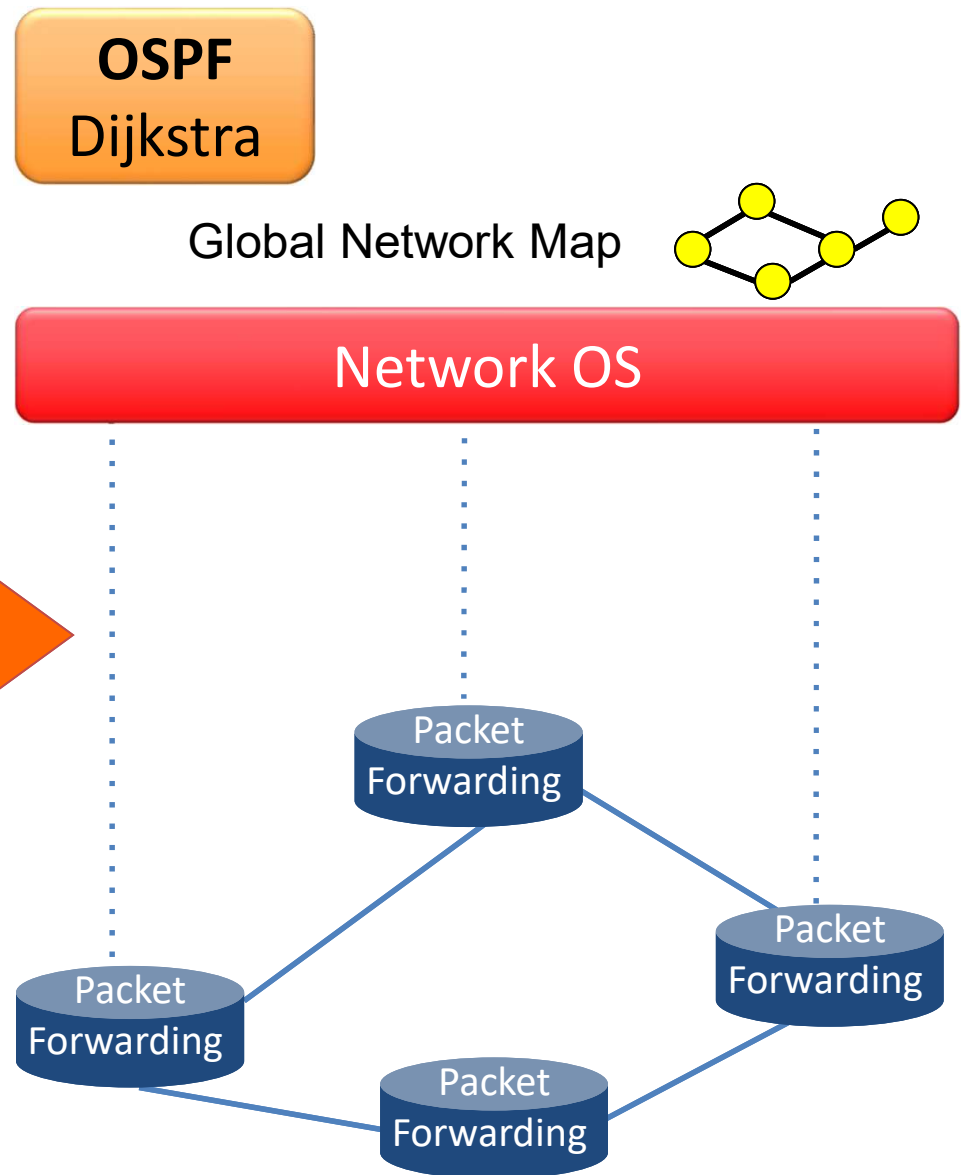 OSPF
Dijkstra
Global Network Map
Network OS
Packet
Forwarding
Packet
Forwarding
Packet
Forwarding
Packet
Forwarding